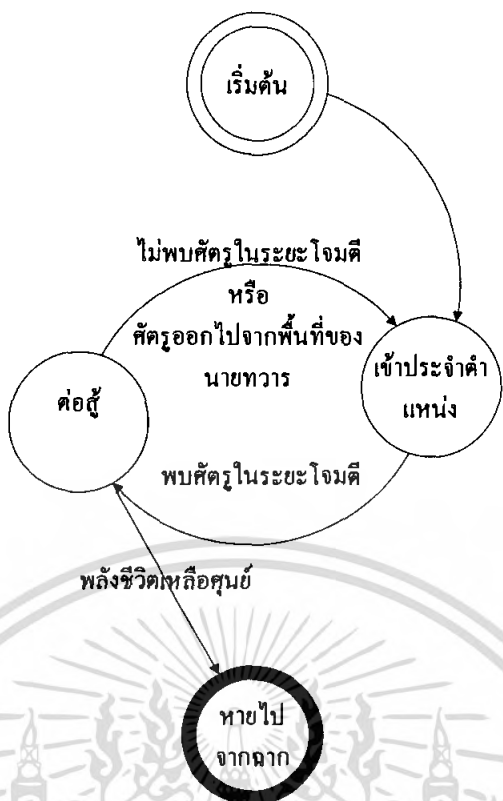 เริ่มต้น
ไม่พบศัตรูในระยะโจมตี
หรือ
ศัตรูออกไปจากพื้นที่ของ
นายทวาร
เข้าประจำตำ
แหน่ง
ต่อสู้
พบศัตรูในระยะโจมตี
พลังชีวิตเหลือศูนย์
หายไป
จากฉาก